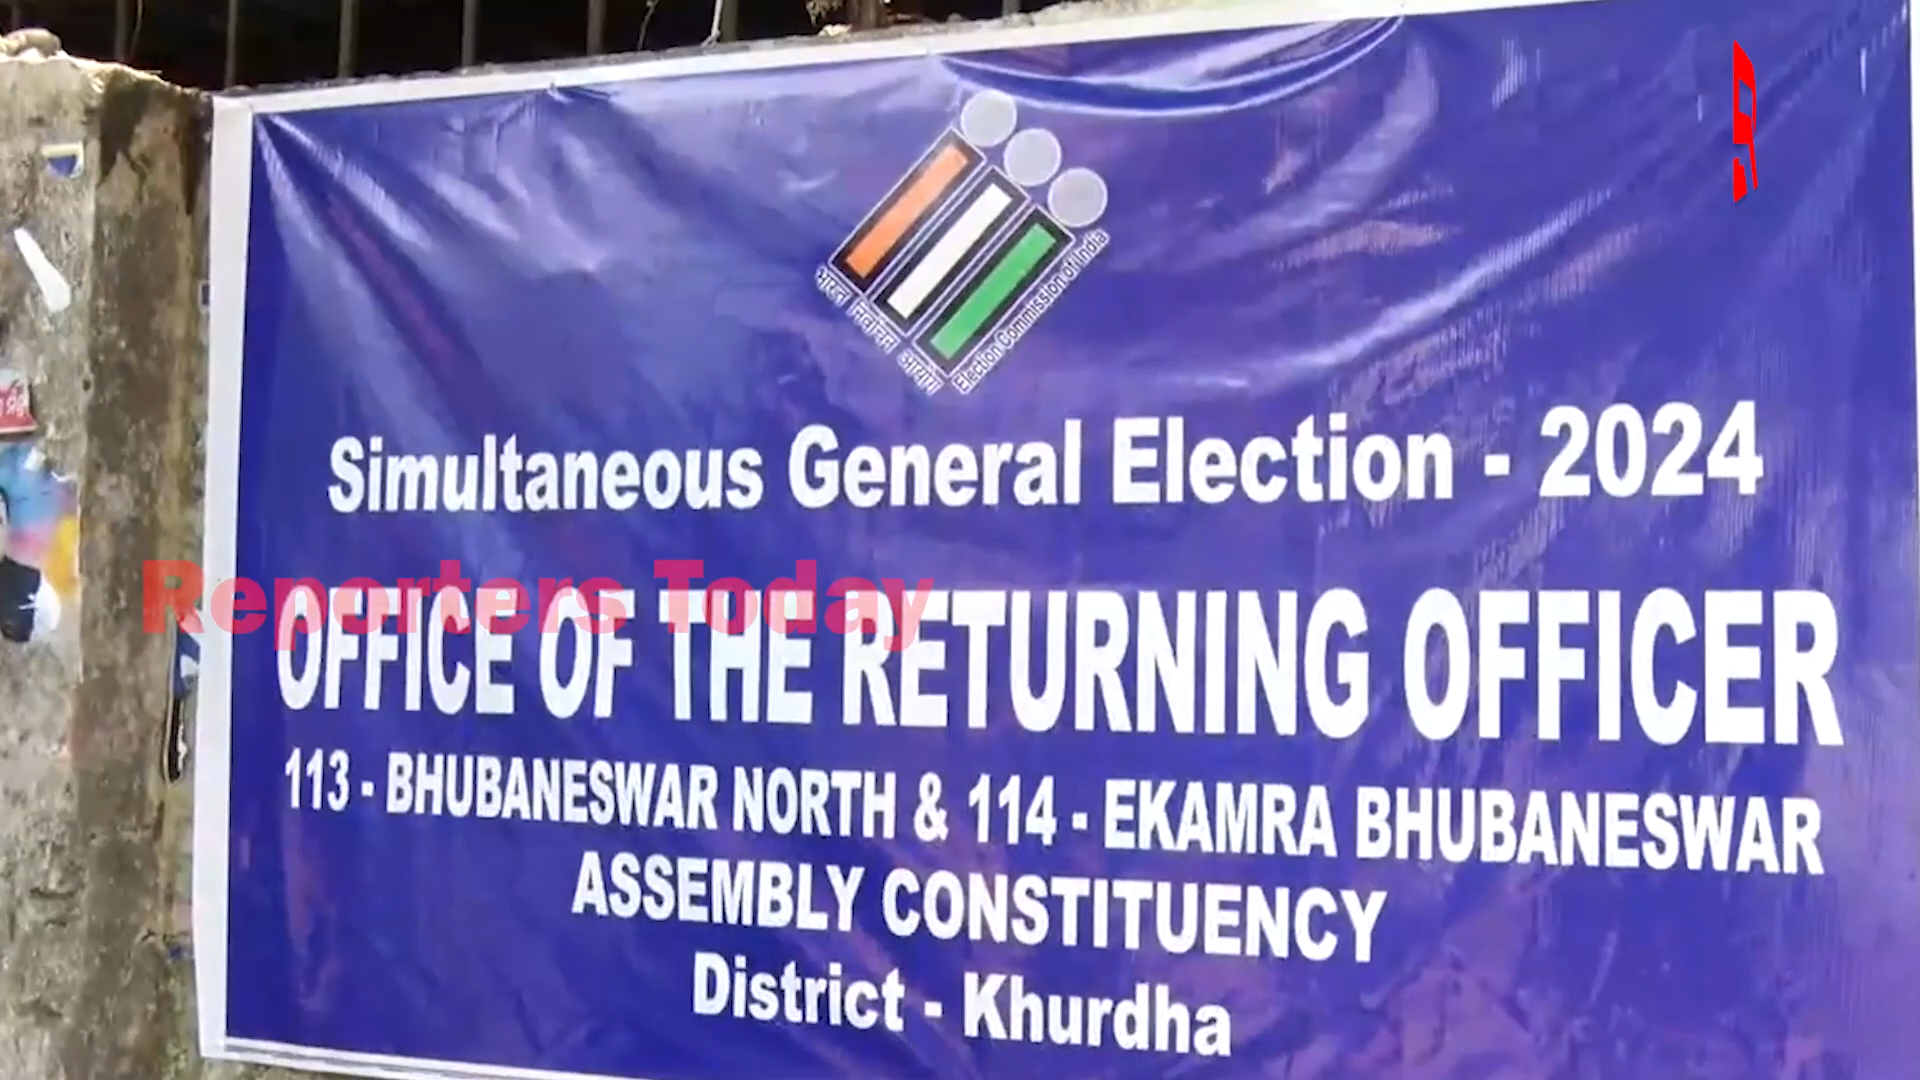 भारत निर्वाचन आयोग
Election Commission of India
Simultaneous General Election - 2024
Reporters Today
OFFICE OF THE RETURNING OFFICER
113 - BHUBANESWAR NORTH & 114 - EKAMRA BHUBANESWAR
ASSEMBLY CONSTITUENCY
District - Khurdha